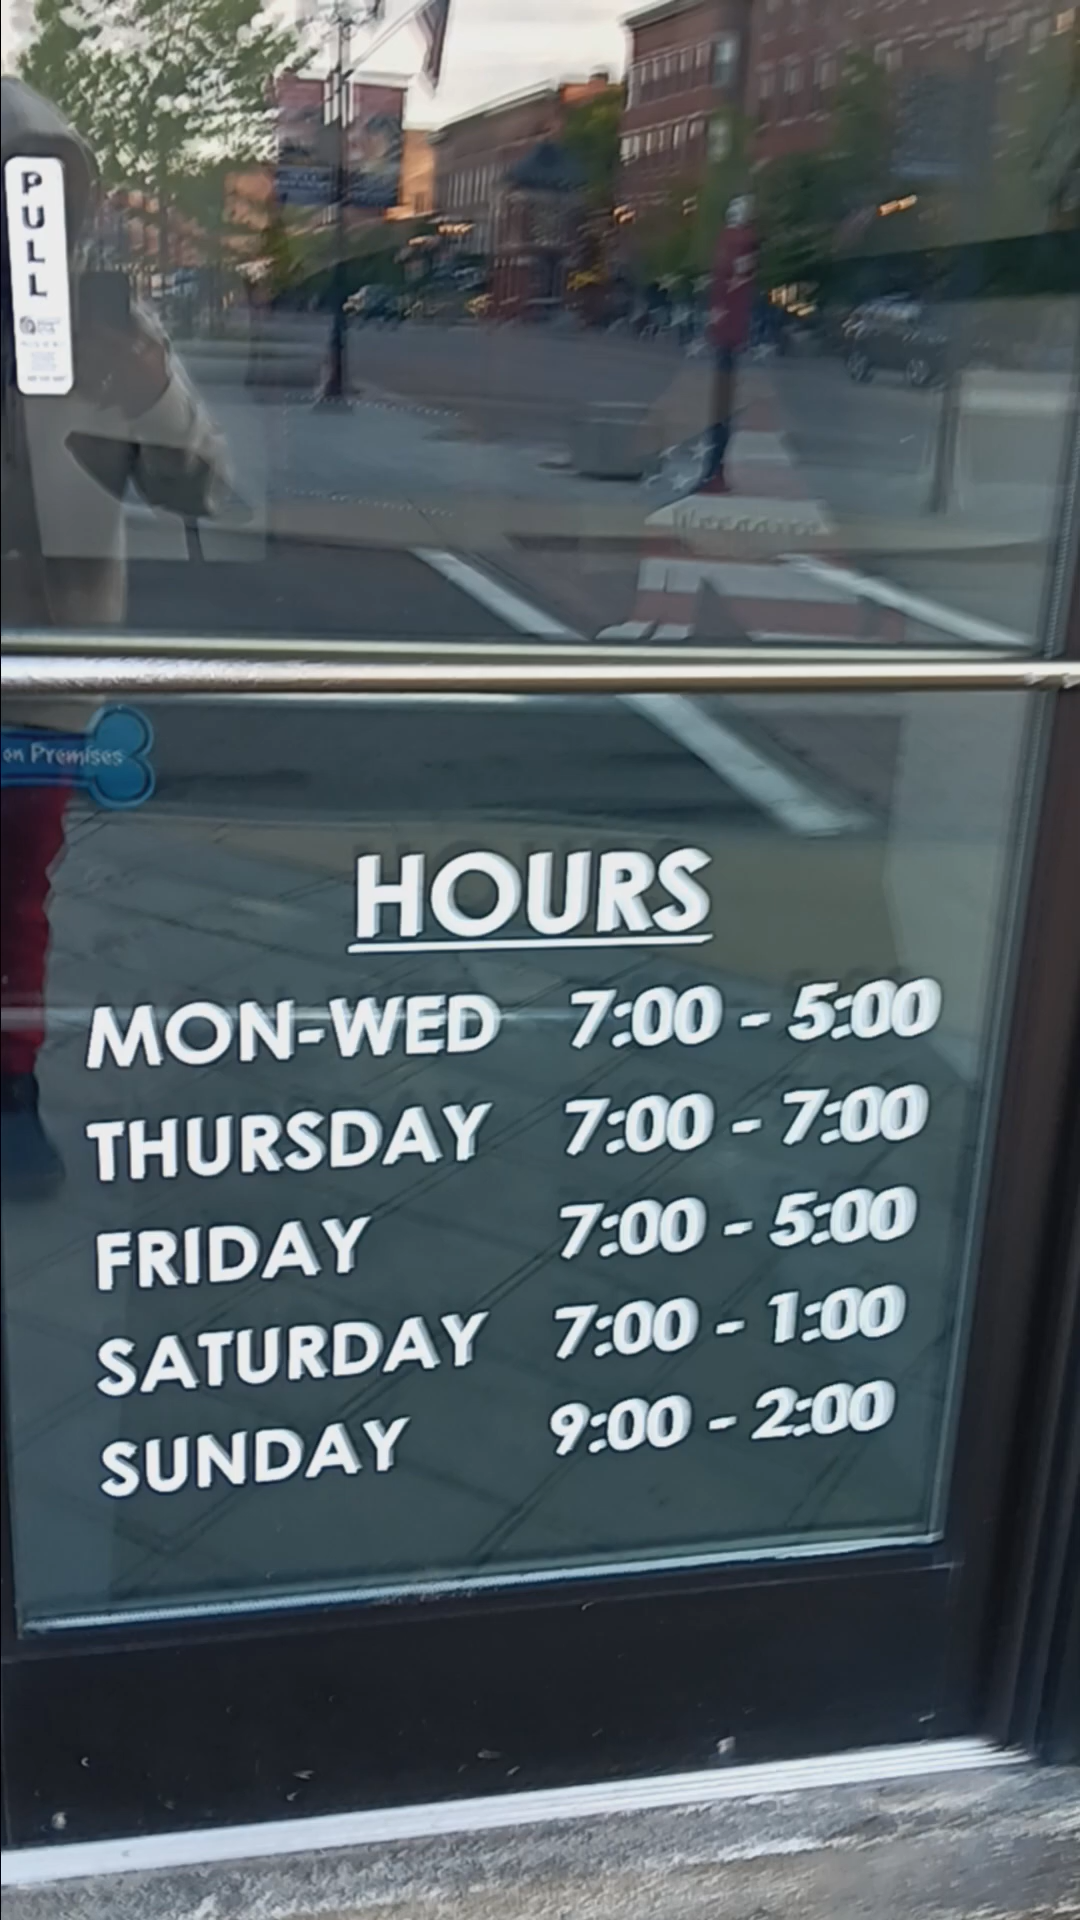 PULL
on Premises
HOURS
MON-WED 7:00 - 5:00
THURSDAY 7:00 - 7:00
FRIDAY 7:00 - 5:00
SATURDAY 7:00 - 1:00
SUNDAY 9:00 - 2:00